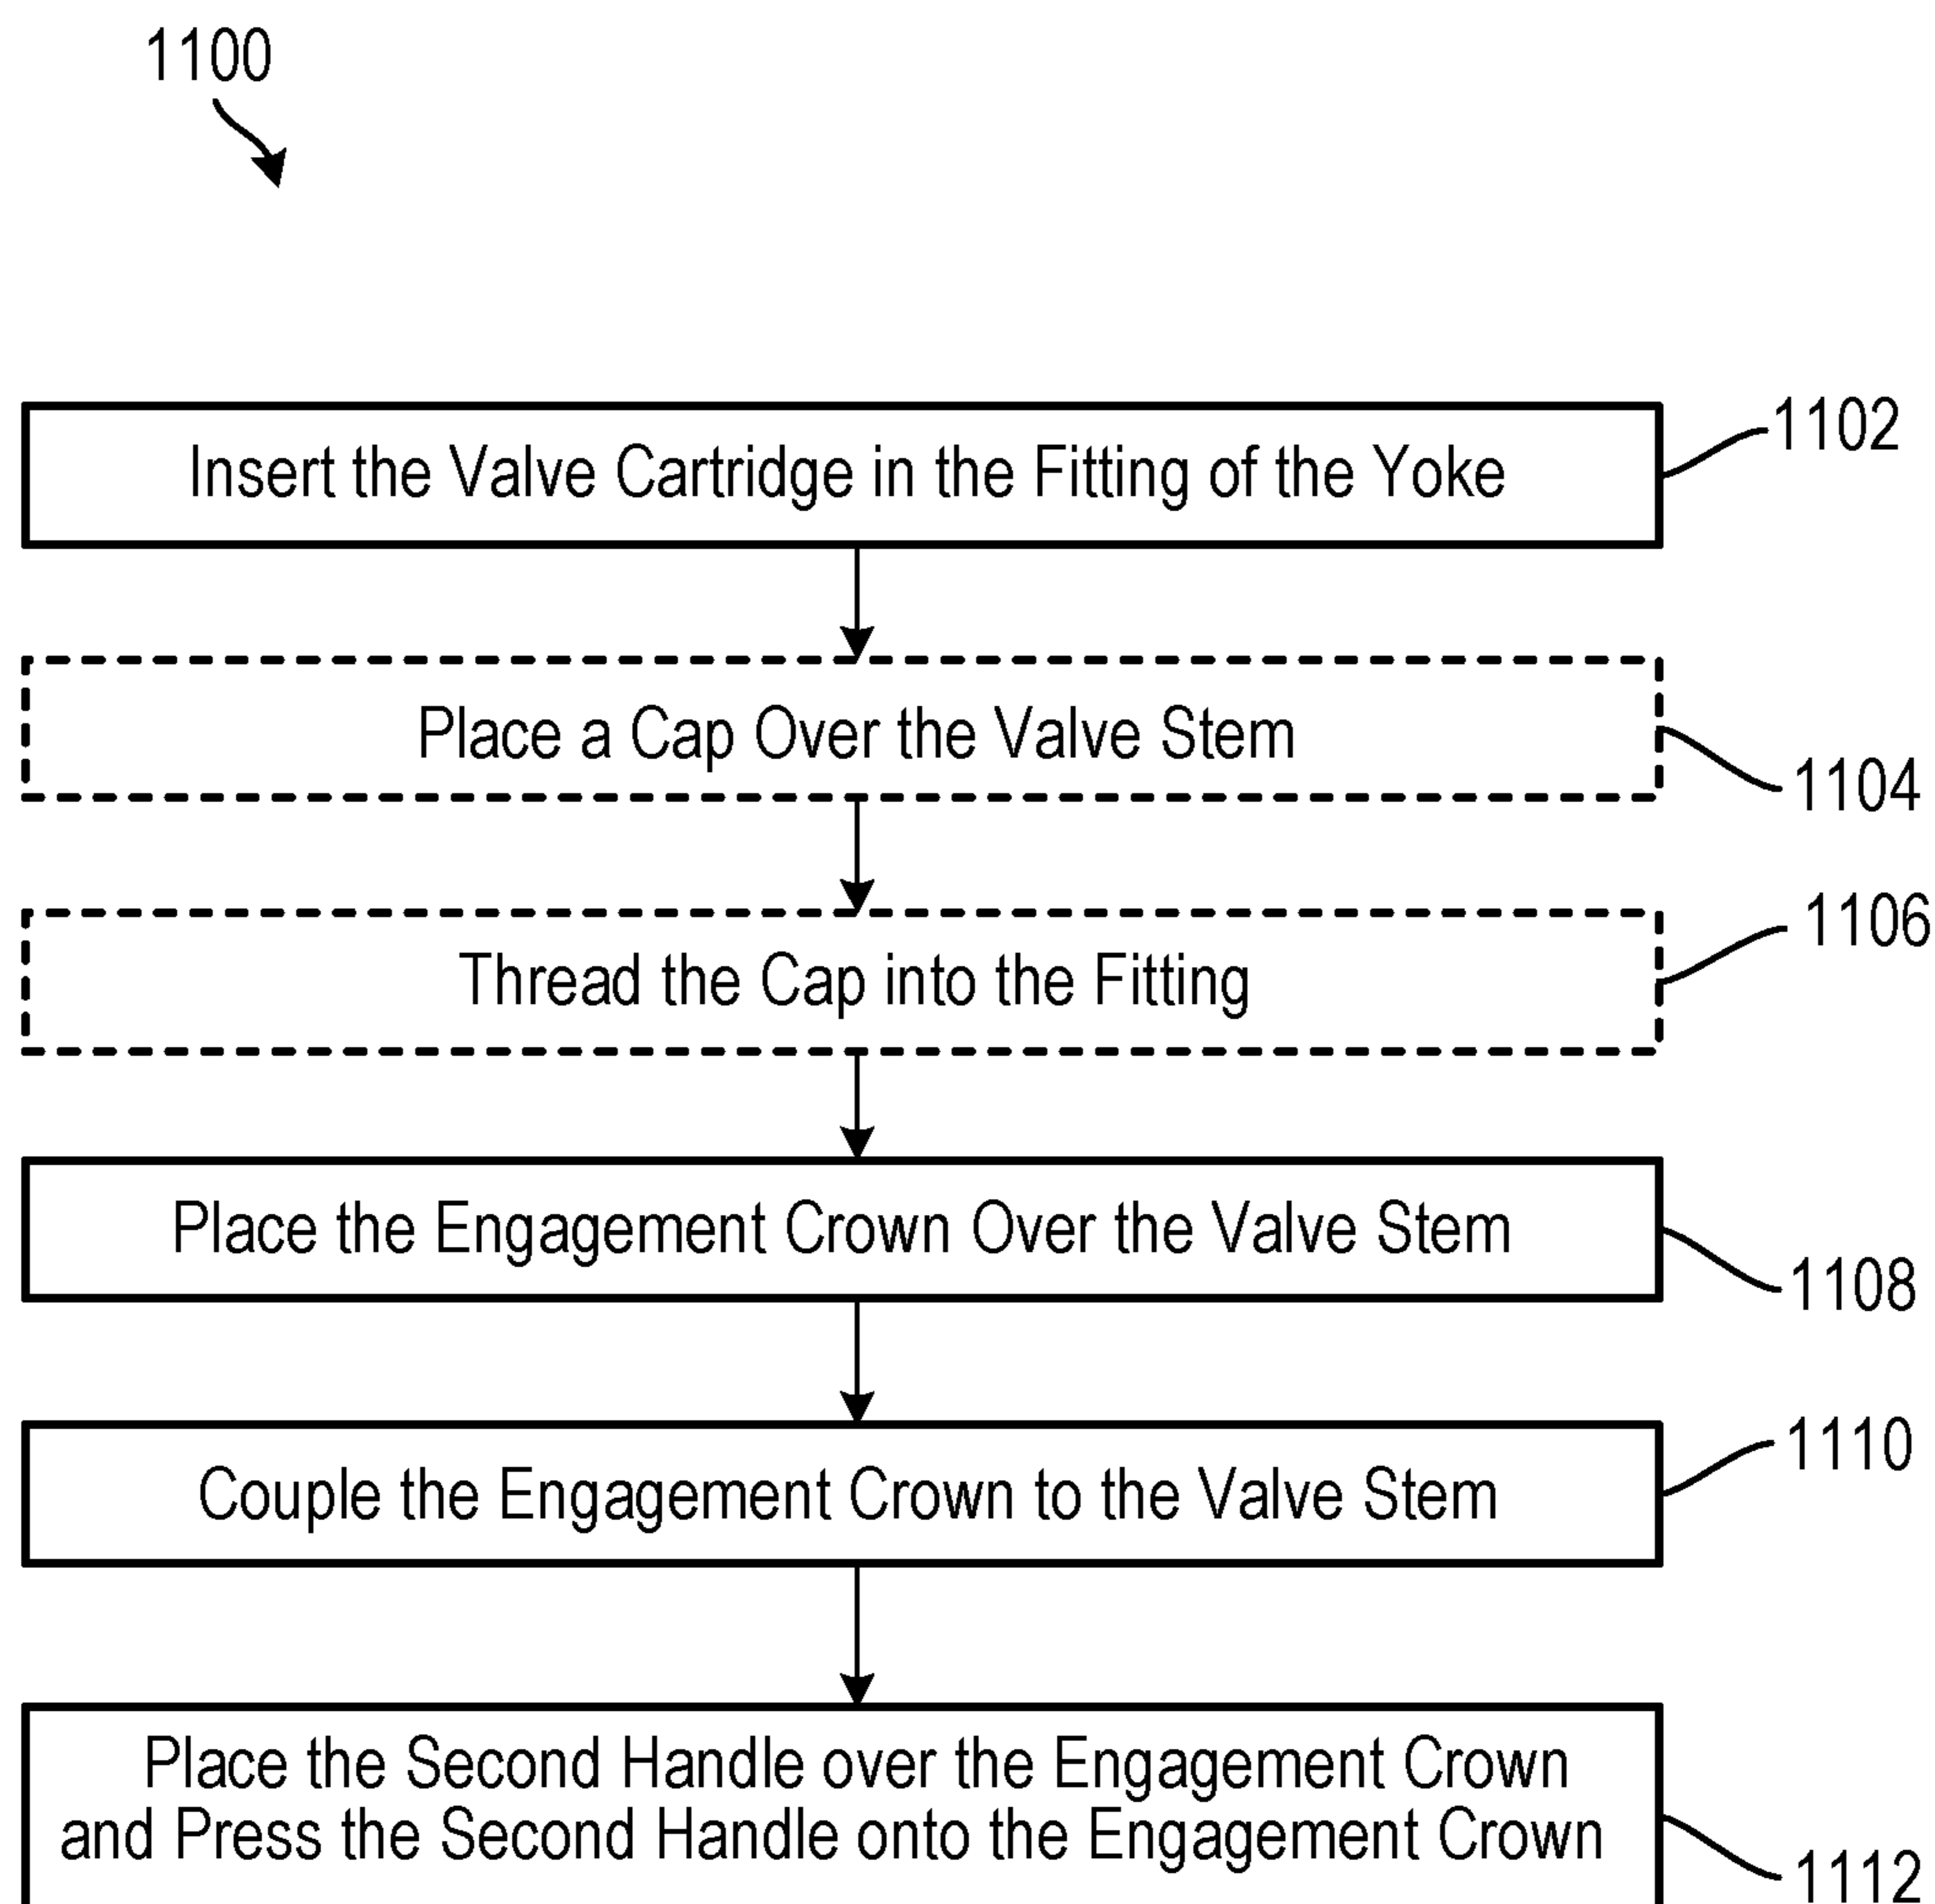 1100
Insert the Valve Cartridge in the Fitting of the Yoke
1102
Place a Cap Over the Valve Stem
1104
Thread the Cap into the Fitting
1106
Place the Engagement Crown Over the Valve Stem
1108
Couple the Engagement Crown to the Valve Stem
1110
Place the Second Handle over the Engagement Crown
and Press the Second Handle onto the Engagement Crown
1112